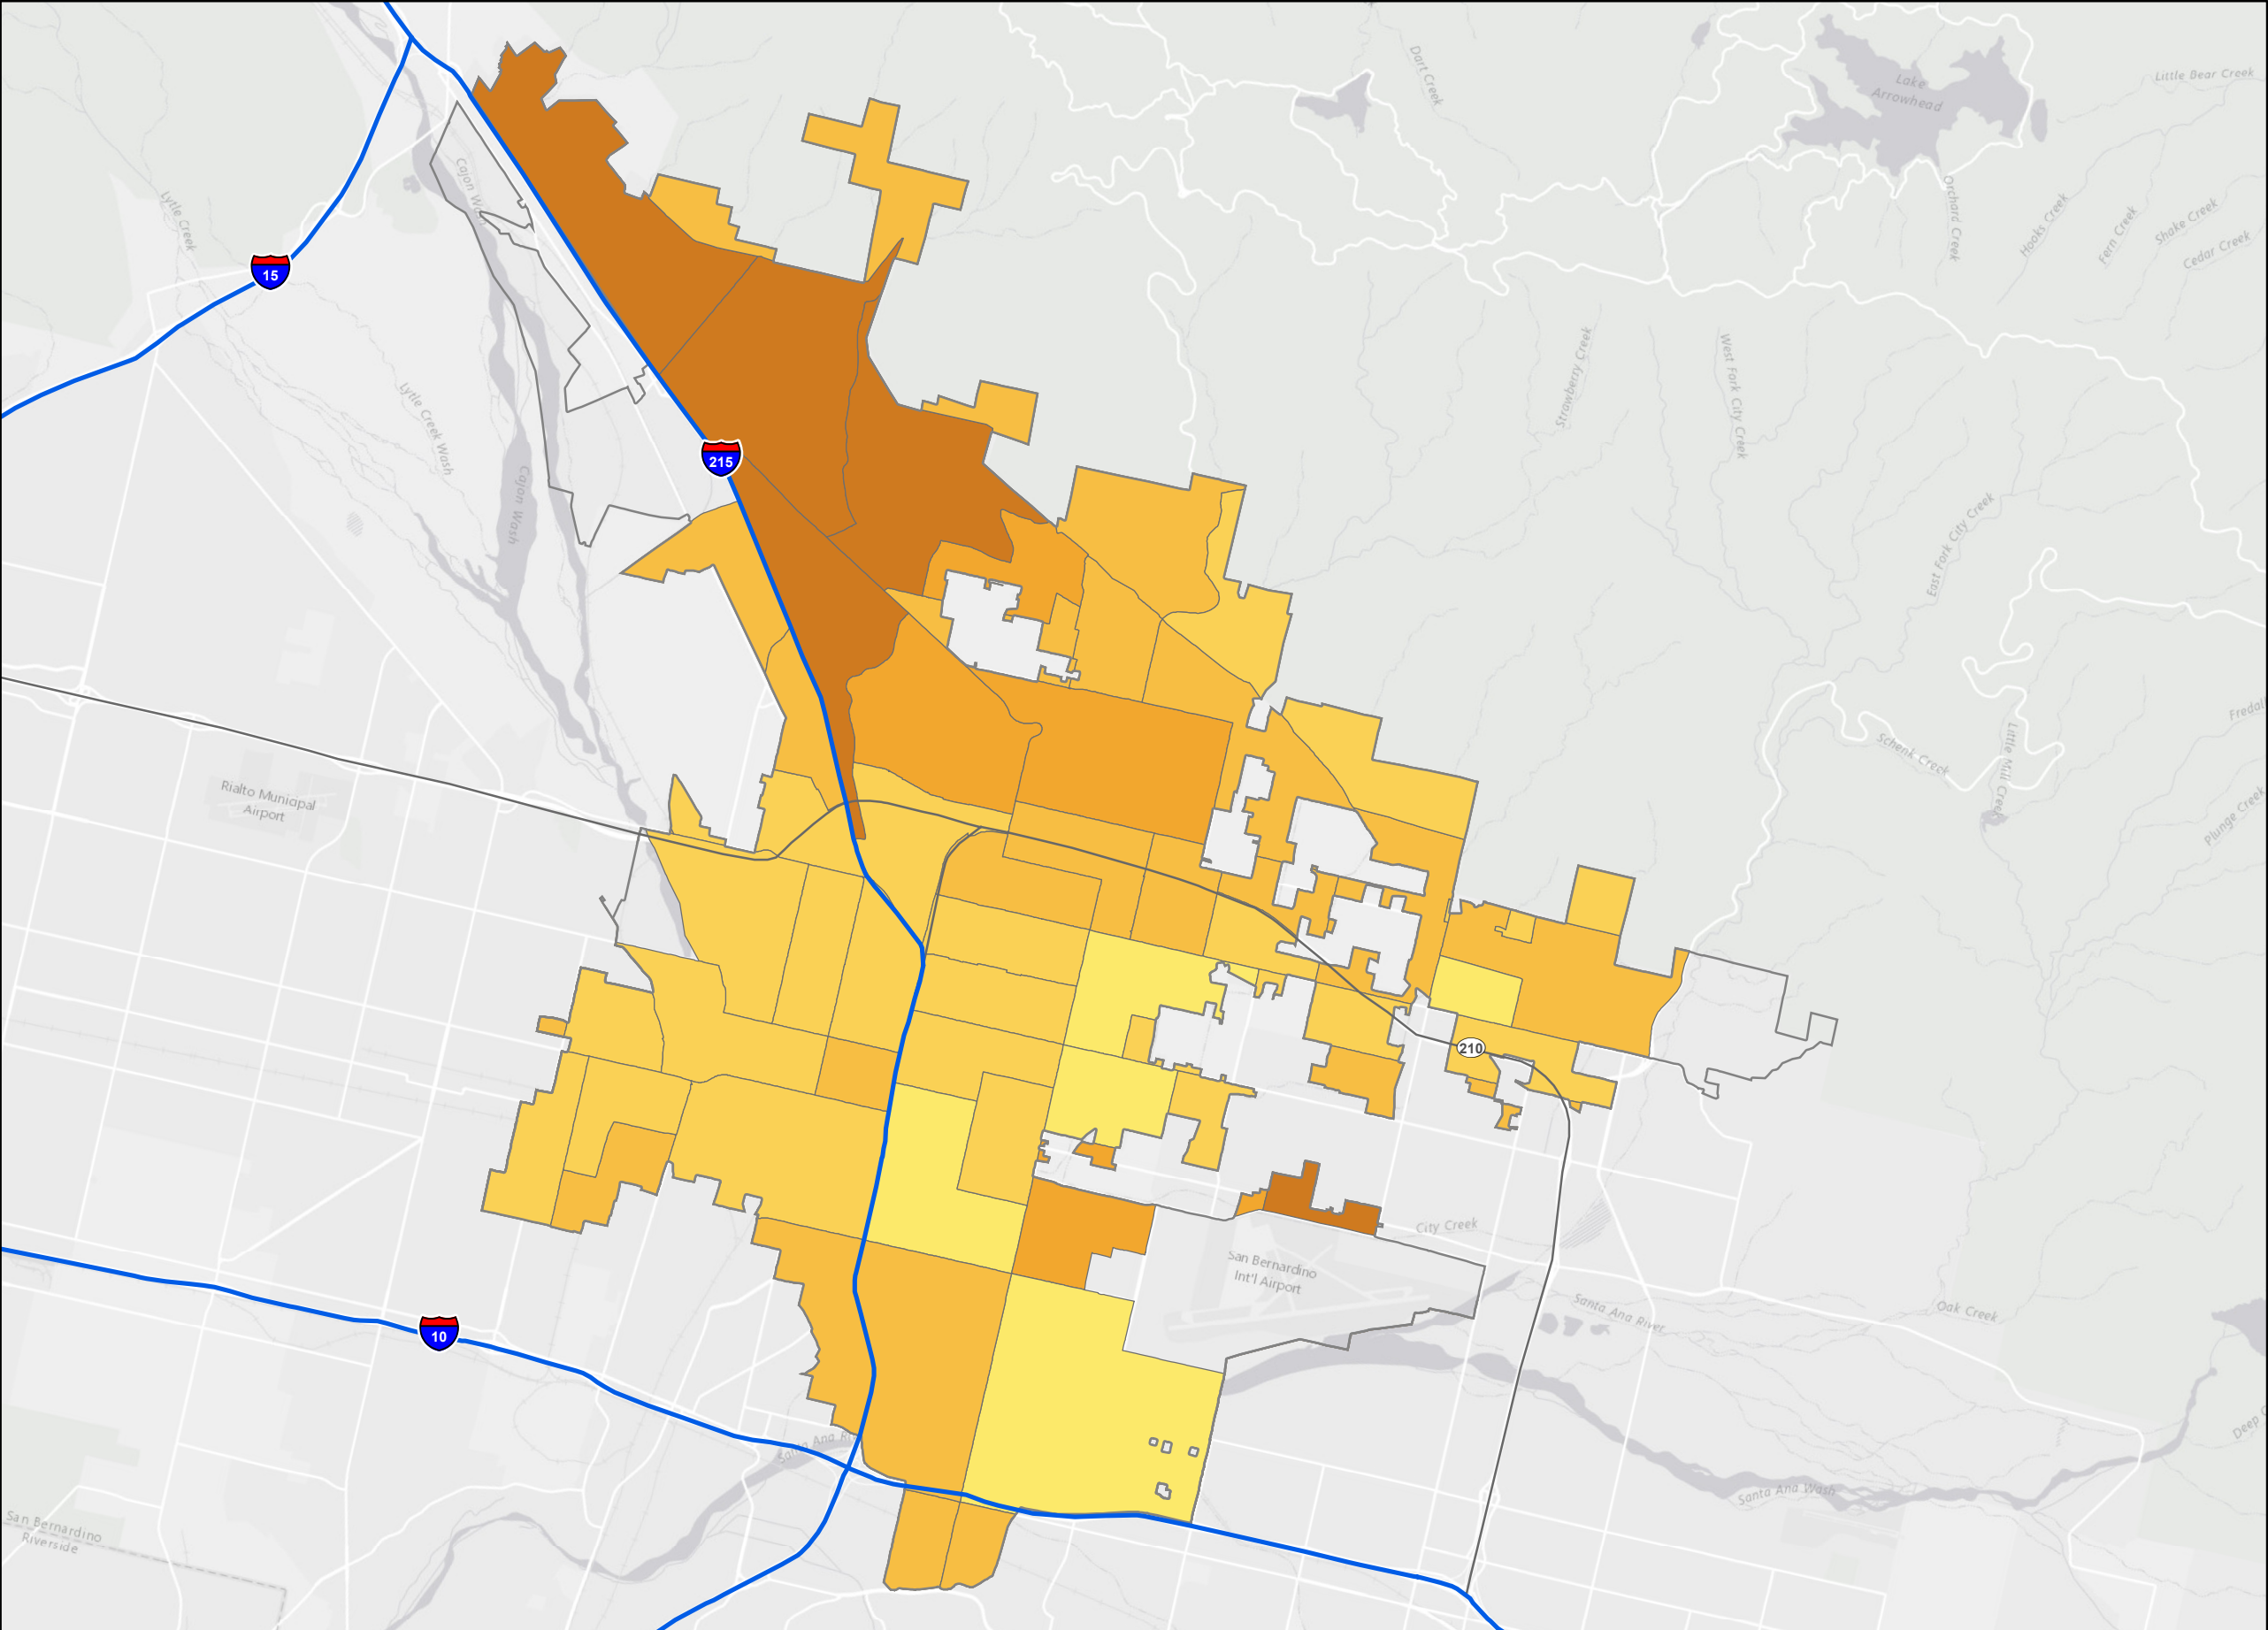 Dart Creek
Lake
Arrowhead
Little Bear Creek
Cajon Wash
Lytle Creek
Orchard Creek
Hooks Creek
Fern Creek
Shake Creek
Cedar Creek
15
Strawberry Creek
West Fork City Creek
Lytle Creek Wash
215
Cajon Wash
East Fork City Creek
Rialto Municipal
Airport
Schenk Creek
Little Mill Creek
Plunge Creek
210
City Creek
San Bernardino
Int'l Airport
Santa Ana River
Oak Creek
10
Santa Ana
Santa Ana Wash
Deep
San Bernardino
Riverside